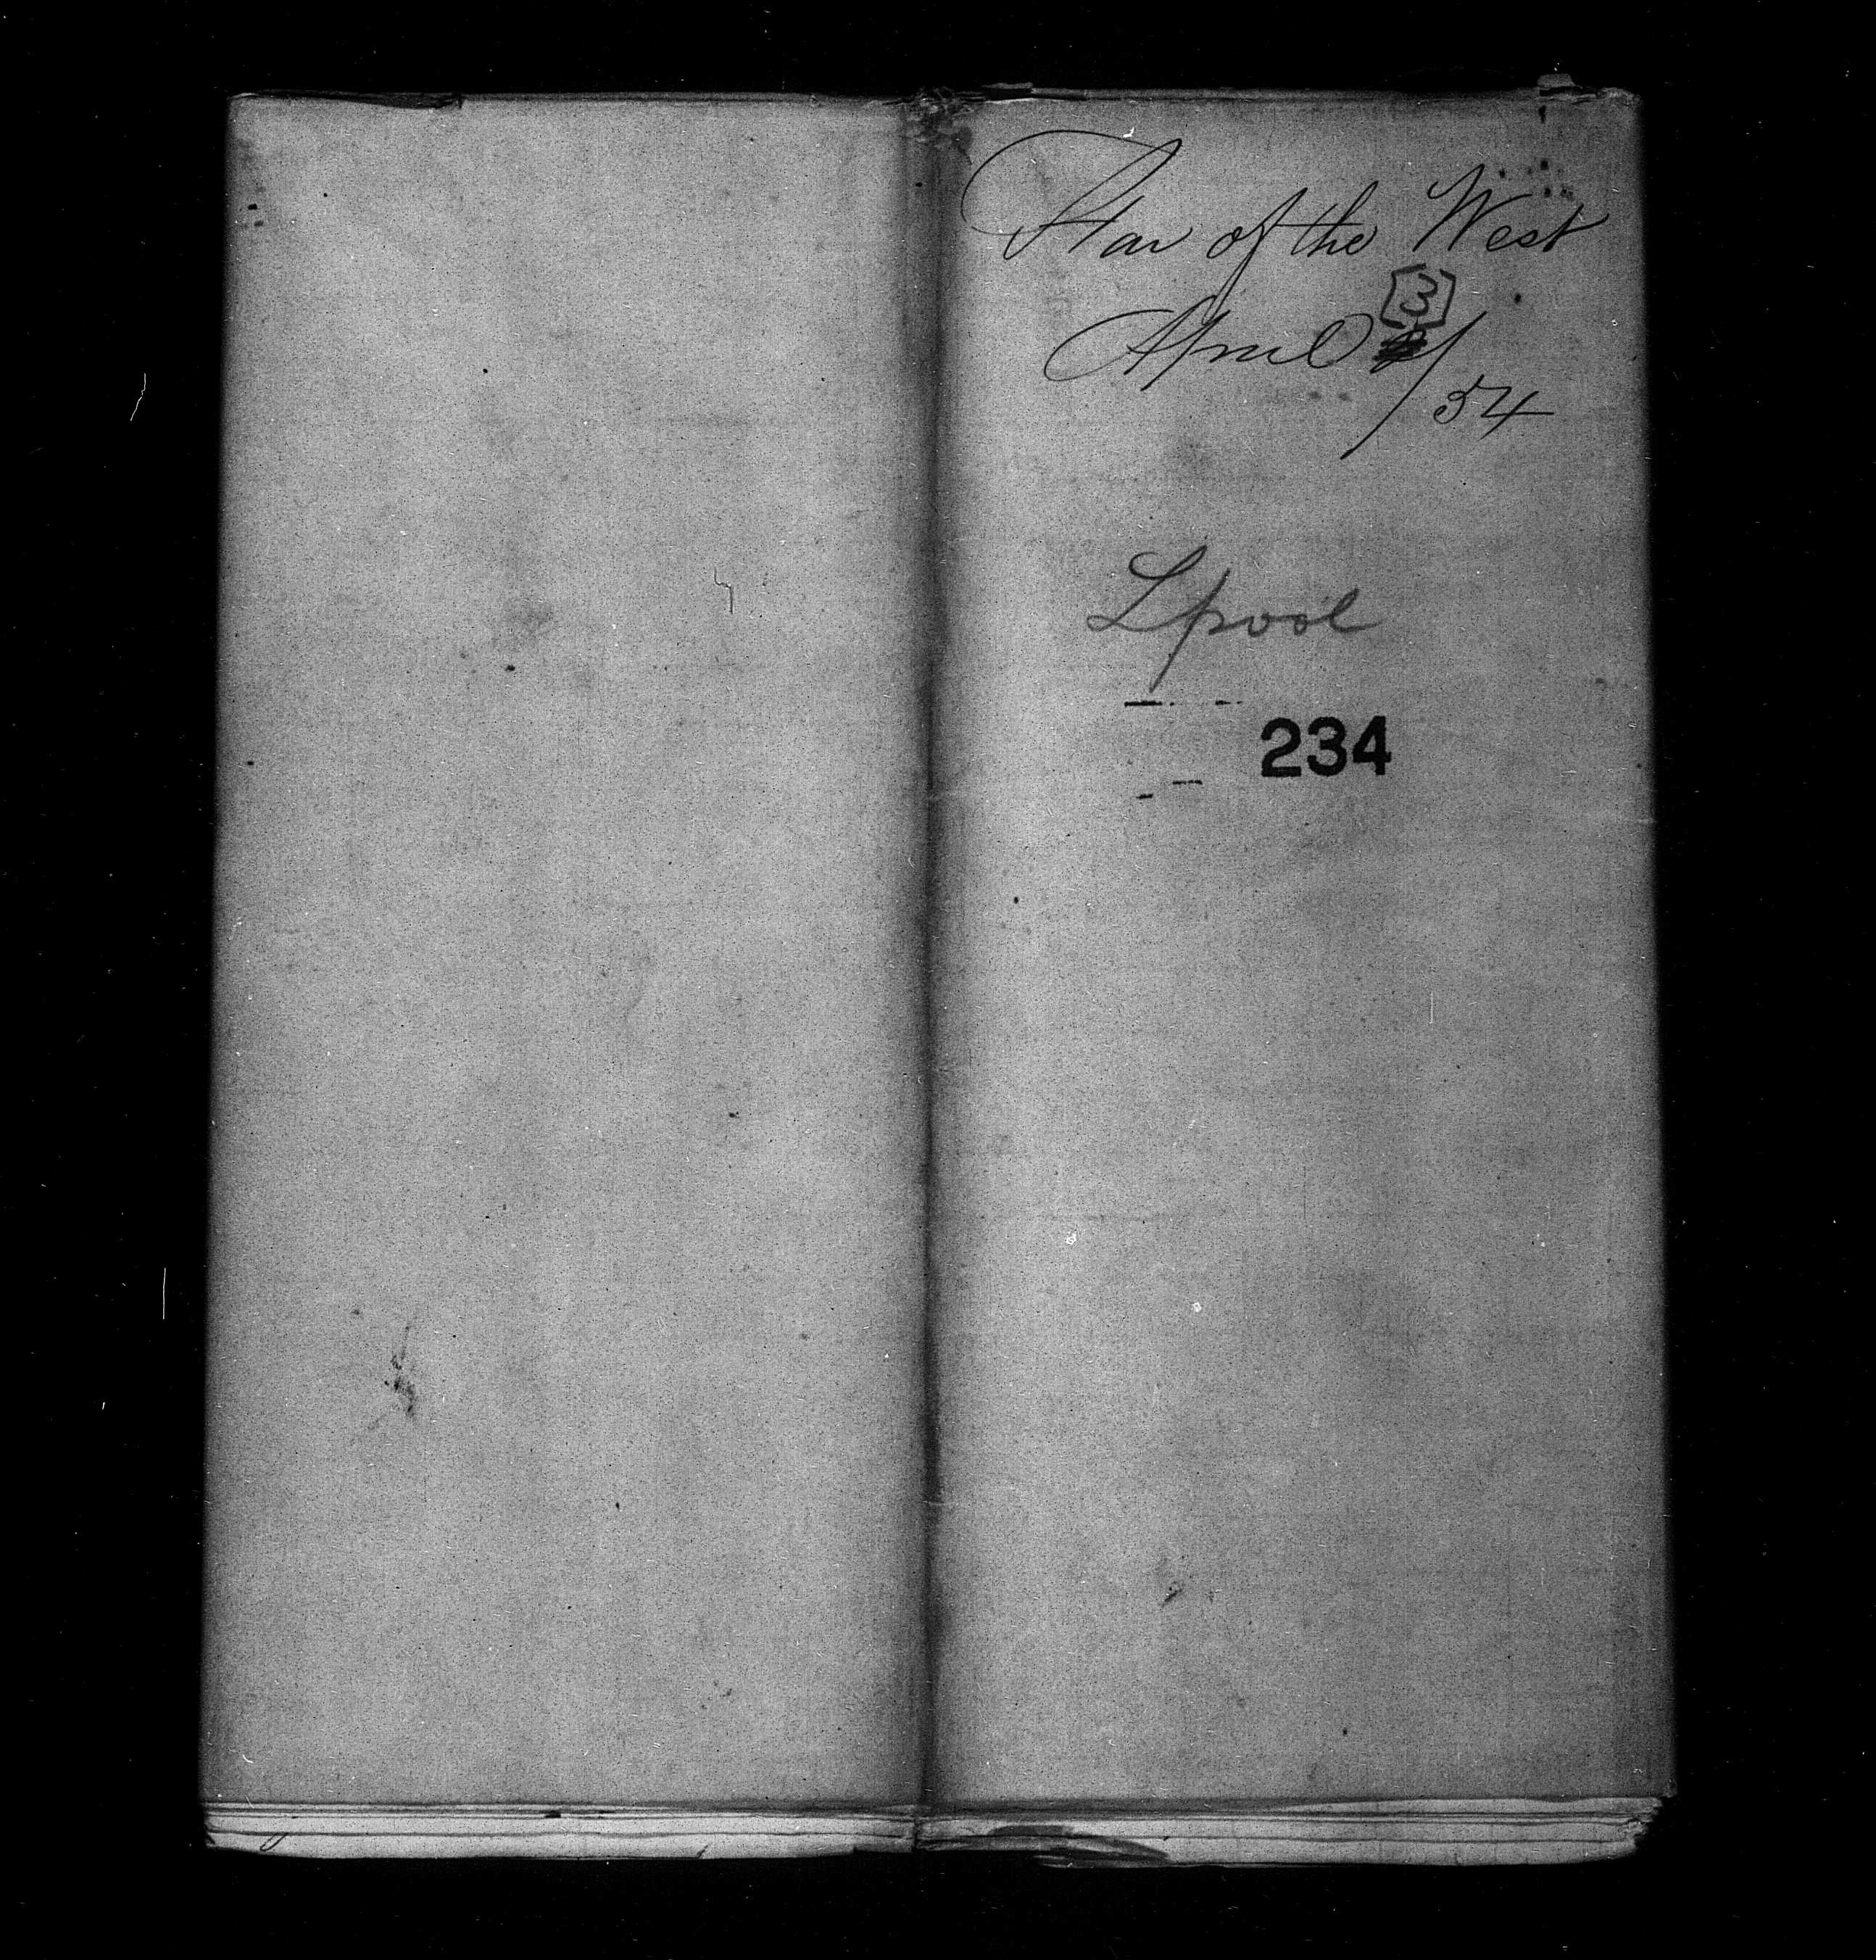 Star of the West
[3]
April /54
Lpool
234